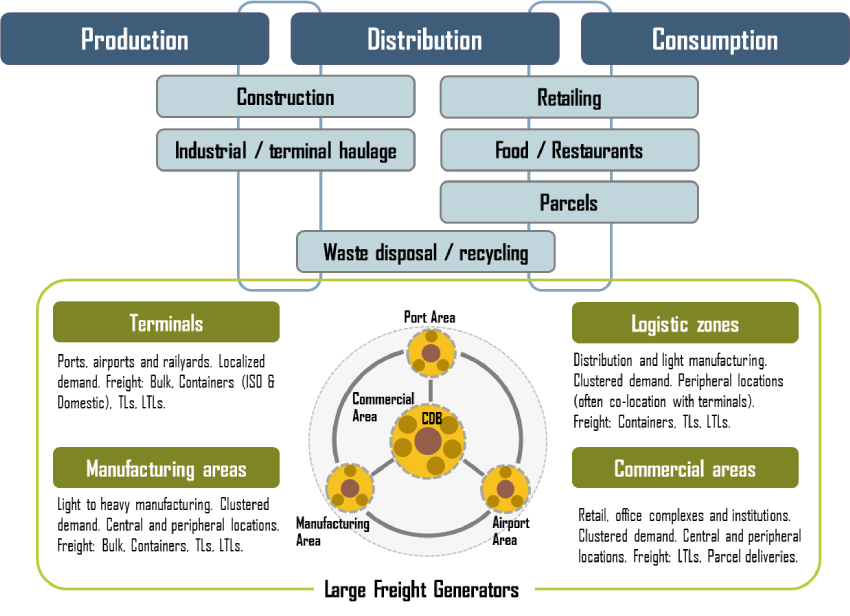 Production
Distribution
Consumption
Construction
Retailing
Industrial / terminal haulage
Food / Restaurants
Parcels
Waste disposal / recycling
Terminals
Ports, airports and railyards. Localized
demand. Freight: Bulk, Containers (ISO &
Domestic), TLs, LTLs.
Manufacturing areas
Light to heavy manufacturing. Clustered
demand. Central and peripheral locations.
Freight: Bulk, Containers, TLs, LTLs.
Port Area
Commercial
Area
CDB
Manufacturing
Area
Airport
Area
Logistic zones
Distribution and light manufacturing.
Clustered demand. Peripheral locations
(often co-location with terminals).
Freight: Containers, TLs, LTLs.
Commercial areas
Retail, office complexes and institutions.
Clustered demand. Central and peripheral
locations. Freight: LTLs, Parcel deliveries.
Large Freight Generators